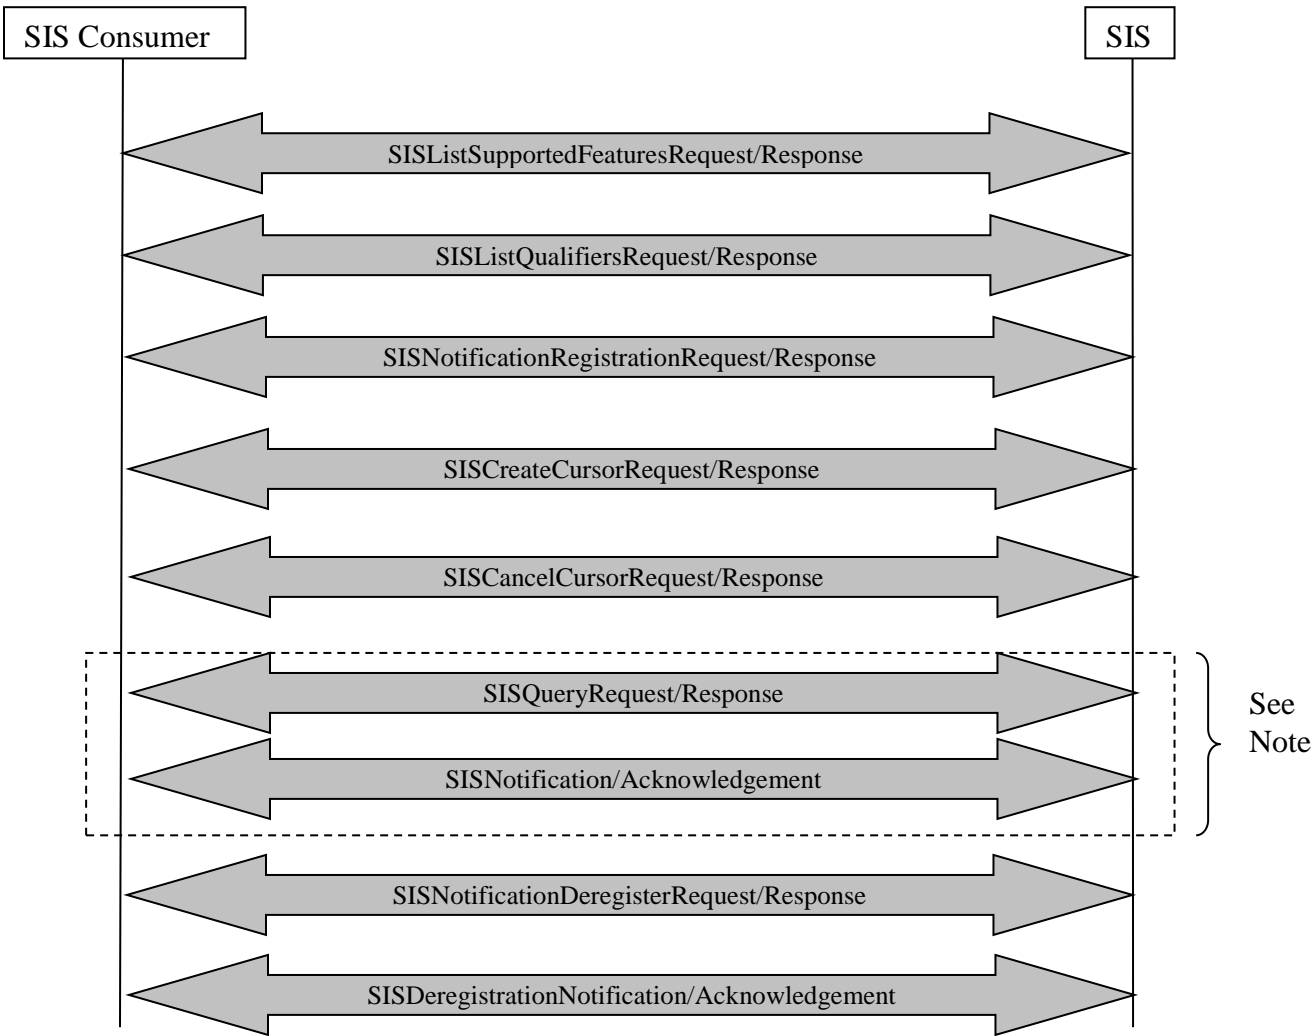 SIS Consumer
SIS
SISListSupportedFeaturesRequest/Response
SISListQualifiersRequest/Response
SISNotificationRegistrationRequest/Response
SISCreateCursorRequest/Response
SISCancelCursorRequest/Response
SISQueryRequest/Response
See
Note
SISNotification/Acknowledgement
SISNotificationDeregisterRequest/Response
SISDeregistrationNotification/Acknowledgement